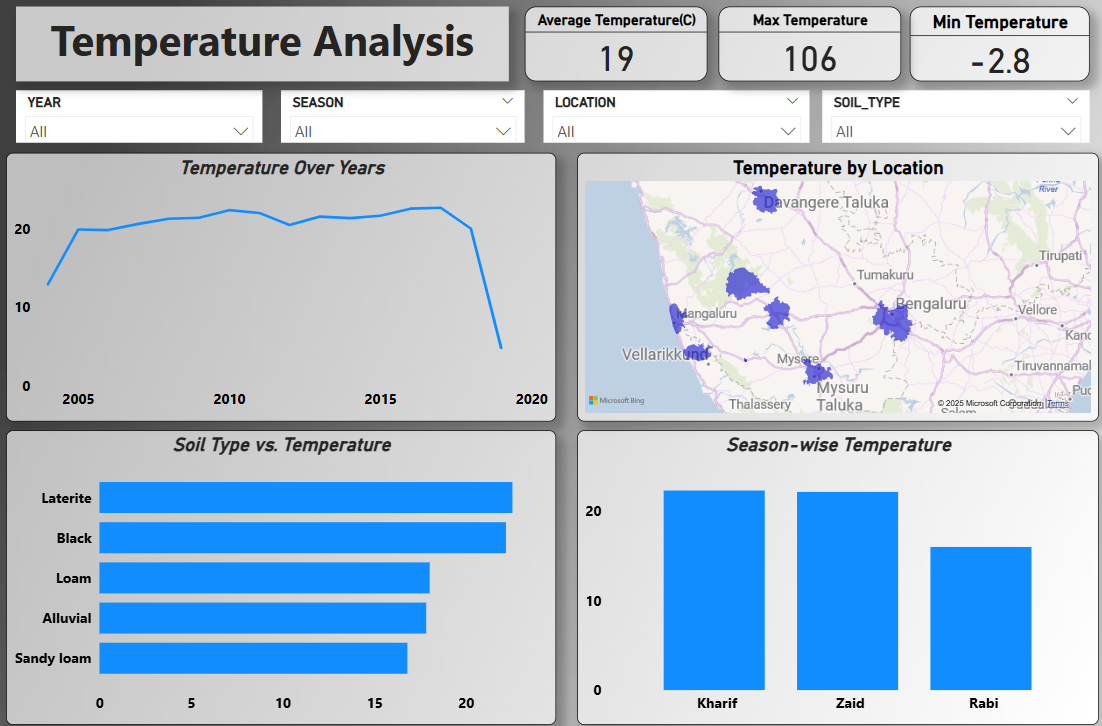 Temperature Analysis
Average Temperature(C)
19
Max Temperature
106
Min Temperature
-2.8
YEAR
All
SEASON
All
LOCATION
All
SOIL_TYPE
All
Temperature Over Years
20
10
0
2005 2010 2015 2020
Temperature by Location
River
Davangere Taluka
Tirupati
Tumakuru
Bengaluru
Mangaluru
Vellore
Kanc
Vellarikkund
Mysore
Tiruvannamal
Mysuru
Taluka
Puc
Thalassery
Microsoft Bing
© 2025 Microsoft Corporation Terms
Salem
Soil Type vs. Temperature
Laterite
Black
Loam
Alluvial
Sandy loam
0 5 10 15 20
Season-wise Temperature
20
10
0
Kharif Zaid Rabi